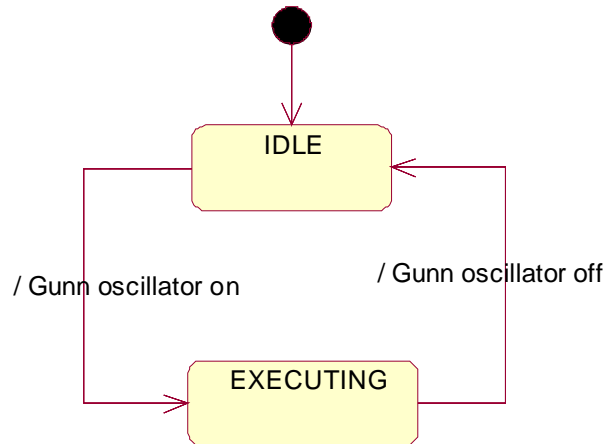 IDLE
/ Gunn oscillator on
/ Gunn oscillator off
EXECUTING